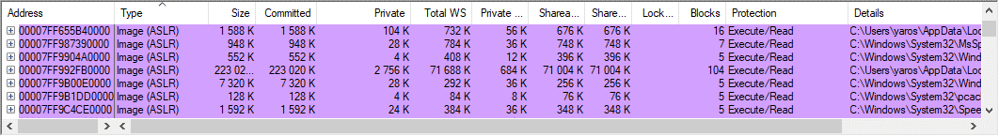 Address Type Size Committed Private Total WS Private ... Sharea... Share... Lock... Blocks Protection Details
00007FF655B40000 Image (ASLR) 1 588 K 1 588 K 104 K 732 K 56 K 676 K 676 K 16 Execute/Read C:\Users\yaros\AppData\Loc
00007FF987390000 Image (ASLR) 948 K 948 K 28 K 784 K 36 K 748 K 748 K 7 Execute/Read C:\Windows\System32\MsSp
00007FF9904A0000 Image (ASLR) 552 K 552 K 4 K 408 K 12 K 396 K 396 K 5 Execute/Read C:\Windows\System32\Wind
00007FF992FB0000 Image (ASLR) 223 02... 223 020 K 2 756 K 71 688 K 684 K 71 004 K 71 004 K 104 Execute/Read C:\Users\yaros\AppData\Loc
00007FF9B00E0000 Image (ASLR) 7 320 K 7 320 K 28 K 292 K 36 K 256 K 256 K 5 Execute/Read C:\Windows\System32\Wind
00007FF9B1DD0000 Image (ASLR) 128 K 128 K 4 K 84 K 8 K 76 K 76 K 5 Execute/Read C:\Windows\System32\pcac
00007FF9C4CE0000 Image (ASLR) 1 592 K 1 592 K 24 K 384 K 36 K 348 K 348 K 5 Execute/Read C:\Windows\System32\Spee